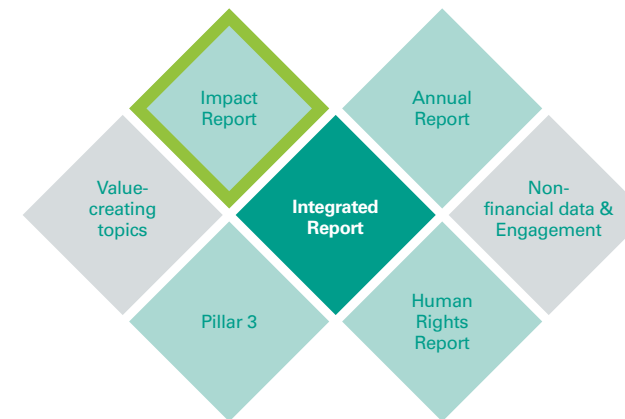 Impact
Report
Annual
Report
Value-
creating
topics
Integrated
Report
Non-
financial data &
Engagement
Pillar 3
Human
Rights
Report